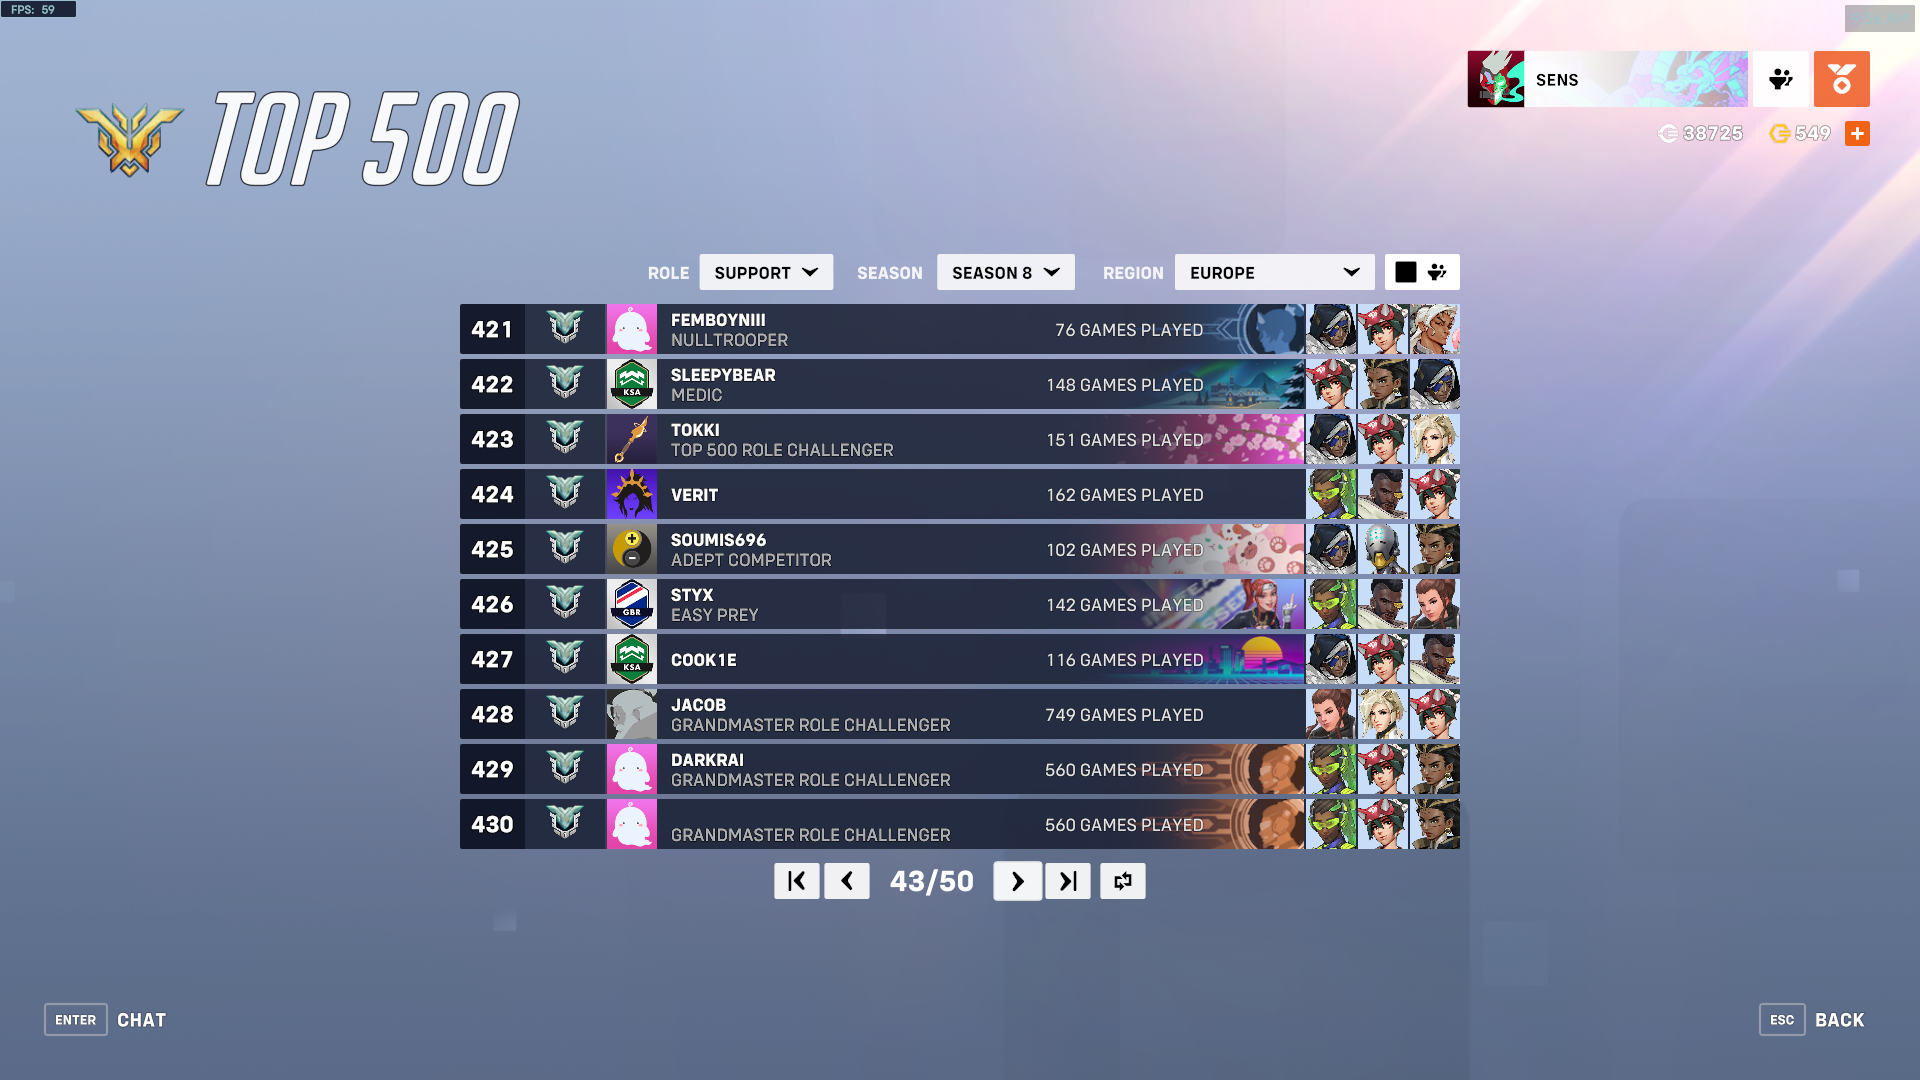 FPS: 59
TOP 500
SENS
38725
549
ROLE SUPPORT SEASON SEASON 8 REGION EUROPE
421 FEMBOYNIII NULLTROOPER 76 GAMES PLAYED
422 SLEEPYBEAR MEDIC 148 GAMES PLAYED
KSA
423 TOKKI TOP 500 ROLE CHALLENGER 151 GAMES PLAYED
424 VERIT 162 GAMES PLAYED
425 SOUMIS696 ADEPT COMPETITOR 102 GAMES PLAYED
426 STYX EASY PREY 142 GAMES PLAYED
GBR
427 COOK1E 116 GAMES PLAYED
KSA
428 JACOB GRANDMASTER ROLE CHALLENGER 749 GAMES PLAYED
429 DARKRAI GRANDMASTER ROLE CHALLENGER 560 GAMES PLAYED
430 GRANDMASTER ROLE CHALLENGER 560 GAMES PLAYED
43/50
ENTER CHAT
ESC BACK